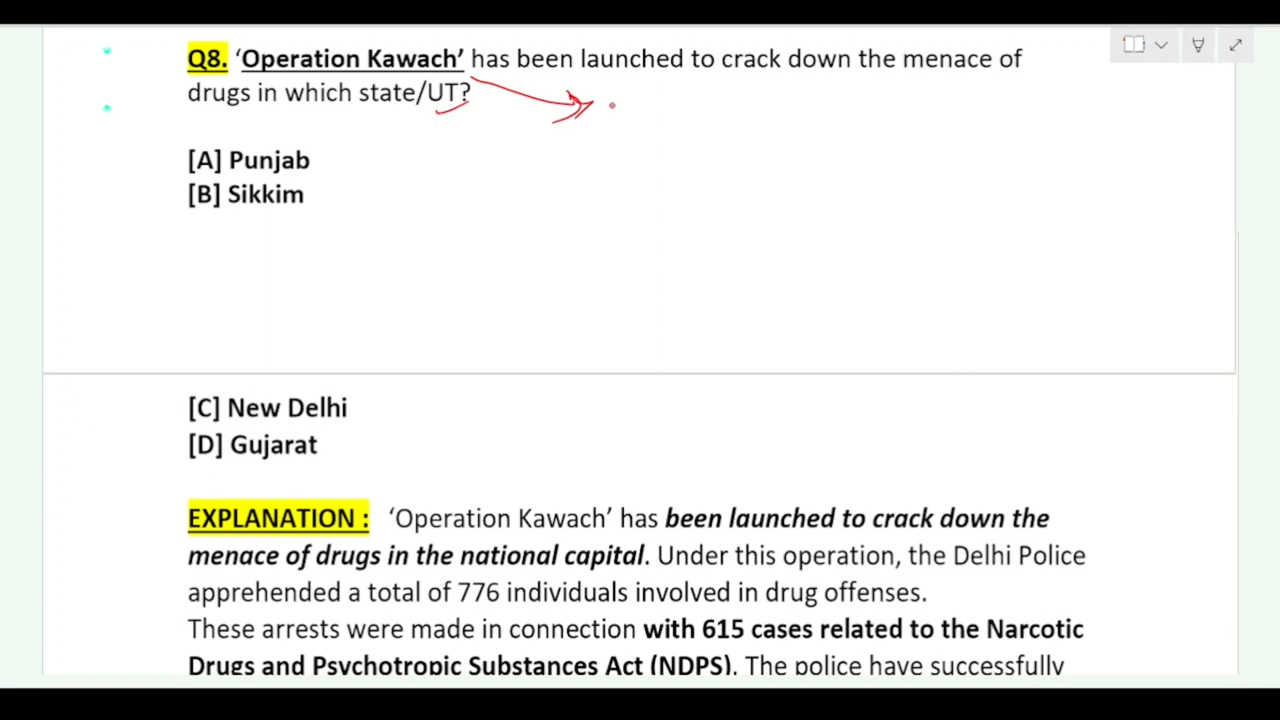 Q8. ‘Operation Kawach’ has been launched to crack down the menace of
drugs in which state/UT?
[A] Punjab
[B] Sikkim
[C] New Delhi
[D] Gujarat
EXPLANATION : ‘Operation Kawach’ has been launched to crack down the
menace of drugs in the national capital. Under this operation, the Delhi Police
apprehended a total of 776 individuals involved in drug offenses.
These arrests were made in connection with 615 cases related to the Narcotic
Drugs and Psychotropic Substances Act (NDPS). The police have successfully